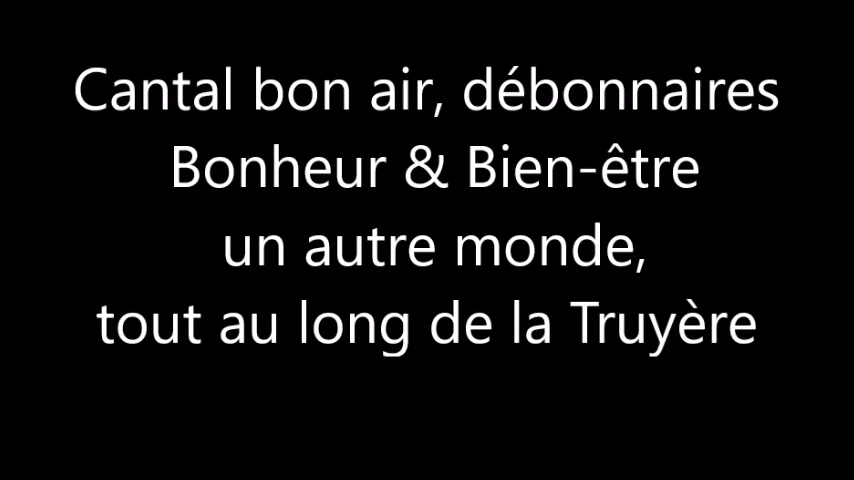 Cantal bon air, débonnaires
Bonheur & Bien-être
un autre monde,
tout au long de la Truyère